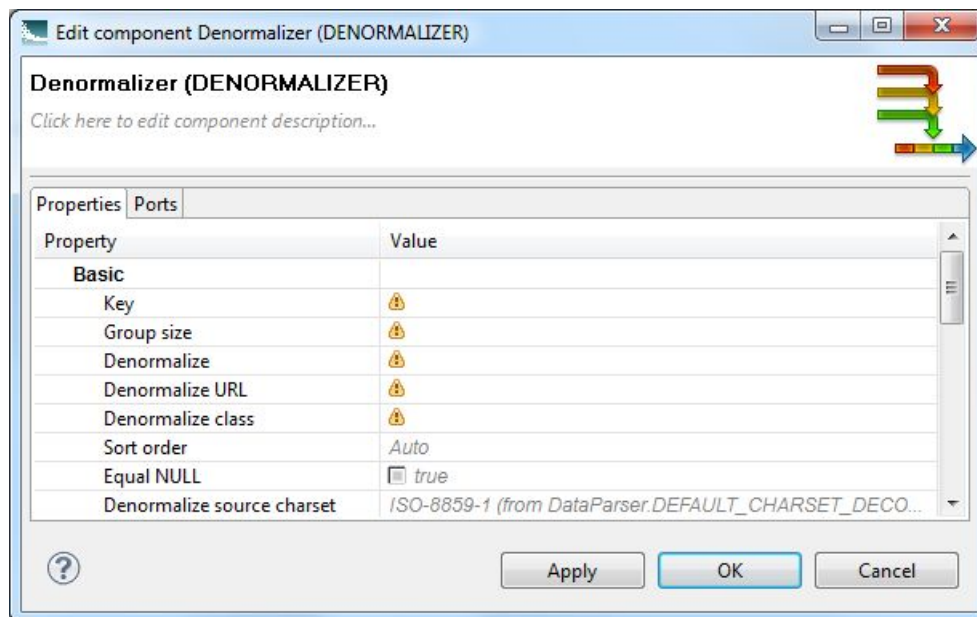 Edit component Denormalizer (DENORMALIZER)
Denormalizer (DENORMALIZER)
Click here to edit component description...
Properties Ports
Property Value
Basic
Key
Group size
Denormalize
Denormalize URL
Denormalize class
Sort order Auto
Equal NULL true
Denormalize source charset ISO-8859-1 (from DataParser.DEFAULT_CHARSET_DECO...
? Apply OK Cancel